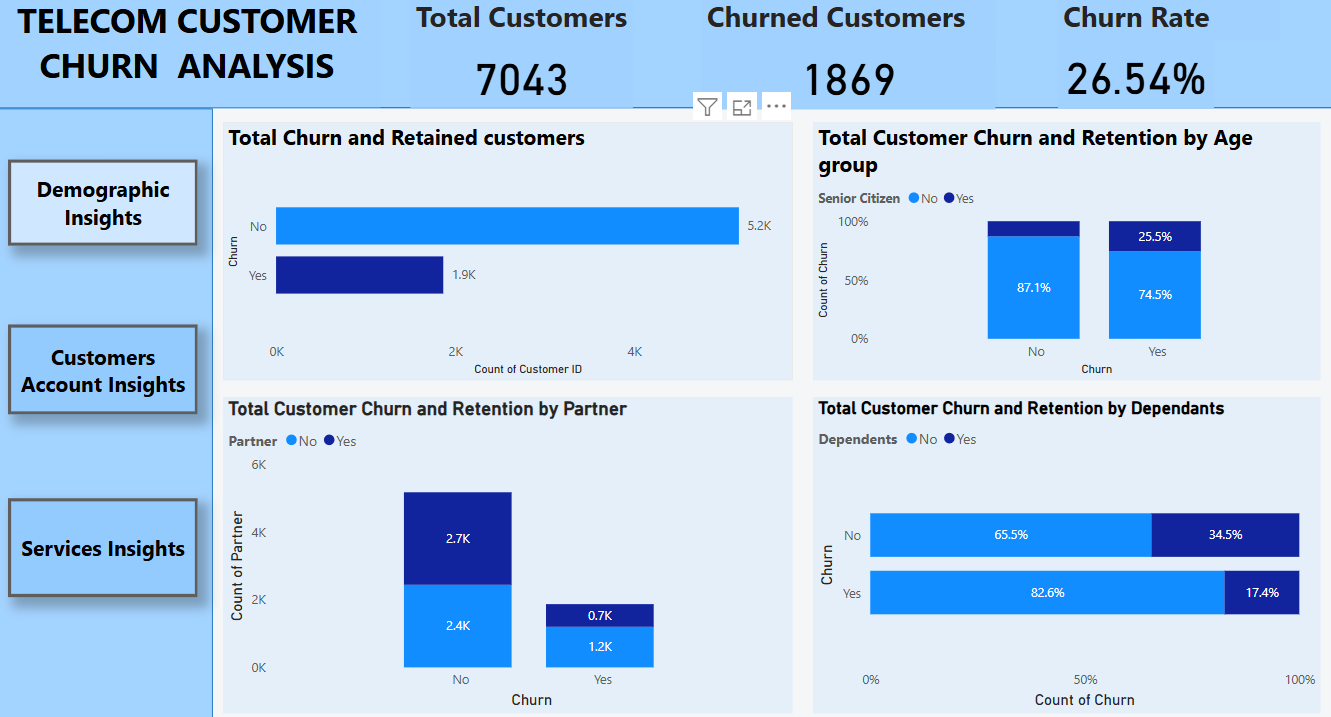 TELECOM CUSTOMER
CHURN ANALYSIS
Total Customers
7043
Churned Customers
1869
Churn Rate
26.54%
Demographic
Insights
Customers
Account Insights
Services Insights
Total Churn and Retained customers
Churn
No
5.2K
Yes
1.9K
0K
2K
4K
Count of Customer ID
Total Customer Churn and Retention by Age
group
Senior Citizen No Yes
Count of Churn
100%
50%
0%
87.1%
25.5%
74.5%
No
Yes
Churn
Total Customer Churn and Retention by Partner
Partner No Yes
Count of Partner
6K
4K
2K
0K
2.7K
2.4K
0.7K
1.2K
No
Yes
Churn
Total Customer Churn and Retention by Dependants
Dependents No Yes
Churn
No
65.5%
34.5%
Yes
82.6%
17.4%
0%
50%
100%
Count of Churn